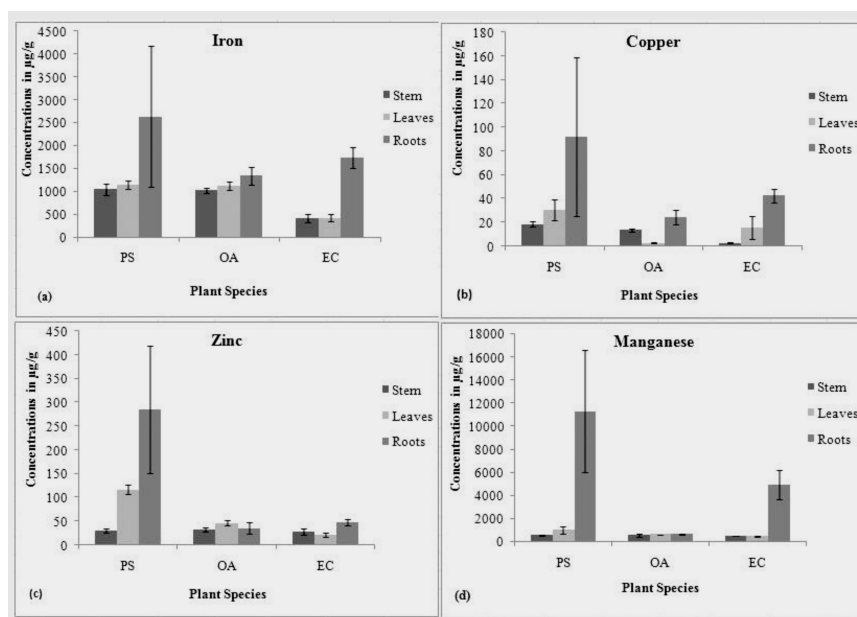 Iron
Concentrations in µg/g
4500
4000
3500
3000
2500
2000
1500
1000
500
0
PS OA EC
Plant Species
(a)
Stem
Leaves
Roots
Copper
Concentrations in µg/g
180
160
140
120
100
80
60
40
20
0
PS OA EC
Plant Species
(b)
Stem
Leaves
Roots
Zinc
Concentrations in µg/g
450
400
350
300
250
200
150
100
50
0
PS OA EC
Plant Species
(c)
Stem
Leaves
Roots
Manganese
Concentrations in µg/g
18000
16000
14000
12000
10000
8000
6000
4000
2000
0
PS OA EC
Plant Species
(d)
Stem
Leaves
Roots